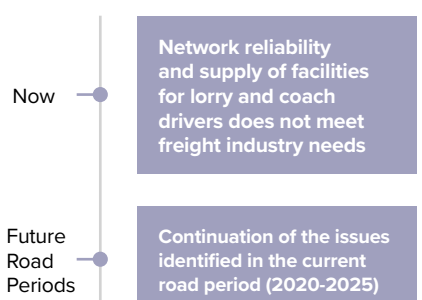 Now
Network reliability
and supply of facilities
for lorry and coach
drivers does not meet
freight industry needs
Future
Road
Periods
Continuation of the issues
identified in the current
road period (2020-2025)